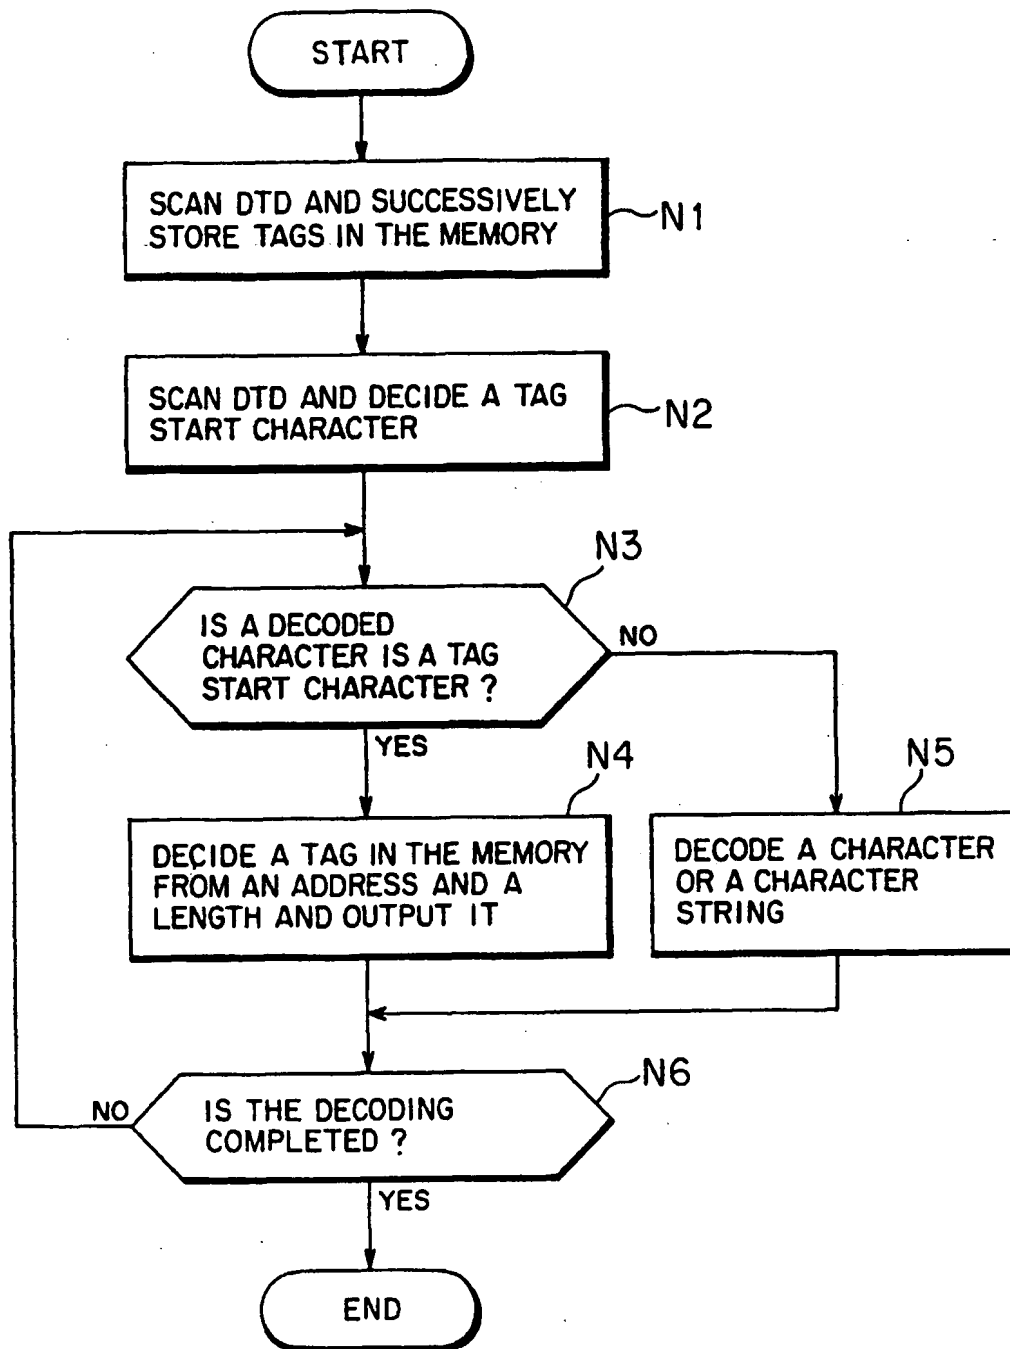 START
SCAN DTD AND SUCCESSIVELY
STORE TAGS IN THE MEMORY
N1
SCAN DTD AND DECIDE A TAG
START CHARACTER
N2
N3
IS A DECODED
CHARACTER IS A TAG
START CHARACTER ?
NO
YES
N4
N5
DECIDE A TAG IN THE MEMORY
FROM AN ADDRESS AND A
LENGTH AND OUTPUT IT
DECODE A CHARACTER
OR A CHARACTER
STRING
N6
NO
IS THE DECODING
COMPLETED ?
YES
END